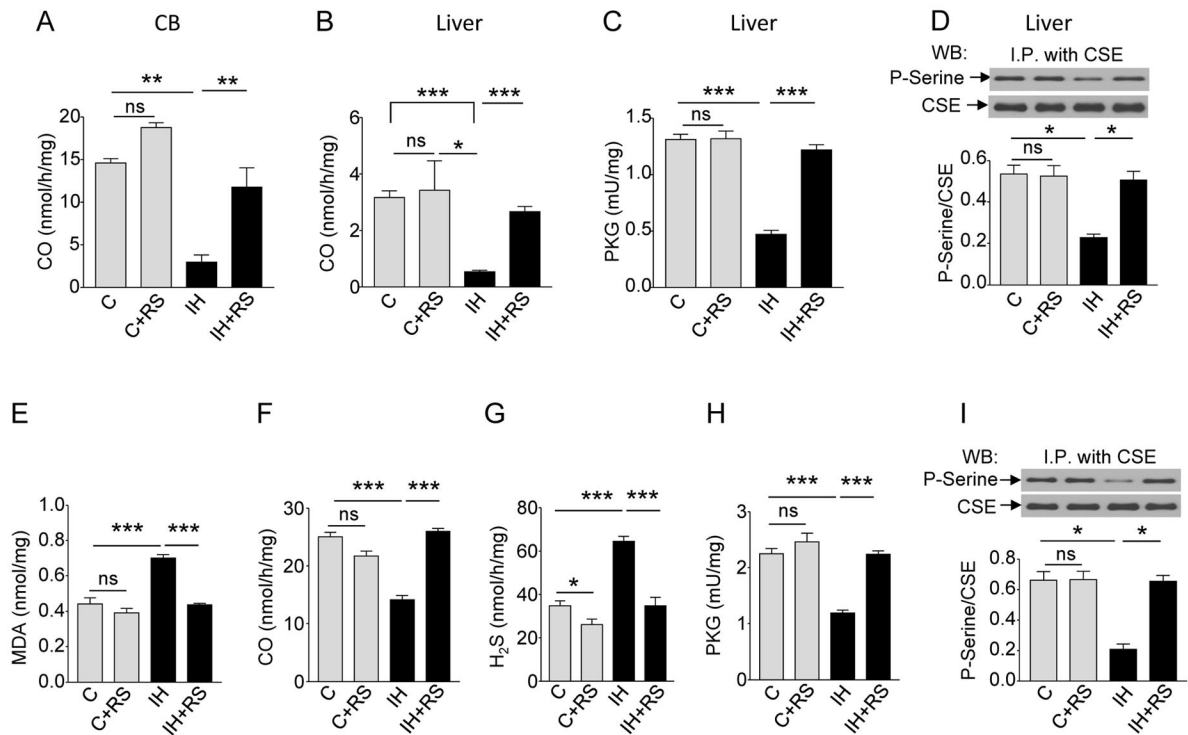 A CB
CO (nmol/h/mg)
20
15
10
5
0
** **
ns
C C+RS IH IH+RS
B Liver
CO (nmol/h/mg)
6
4
2
0
*** ***
ns *
C C+RS IH IH+RS
C Liver
PKG (mU/mg)
1.5
1.0
0.5
0.0
*** ***
ns
C C+RS IH IH+RS
D Liver
WB: I.P. with CSE
P-Serine
CSE
P-Serine/CSE
0.6
0.4
0.2
0.0
* *
ns
C C+RS IH IH+RS
E
MDA (nmol/mg)
1.0
0.8
0.6
0.4
0.2
0.0
*** ***
ns
C C+RS IH IH+RS
F
CO (nmol/h/mg)
30
20
10
0
*** ***
ns
C C+RS IH IH+RS
G
H₂S (nmol/h/mg)
80
60
40
20
0
*** ***
*
C C+RS IH IH+RS
H
PKG (mU/mg)
3
2
1
0
*** ***
ns
C C+RS IH IH+RS
I
WB: I.P. with CSE
P-Serine
CSE
P-Serine/CSE
0.8
0.6
0.4
0.2
0.0
* *
ns
C C+RS IH IH+RS